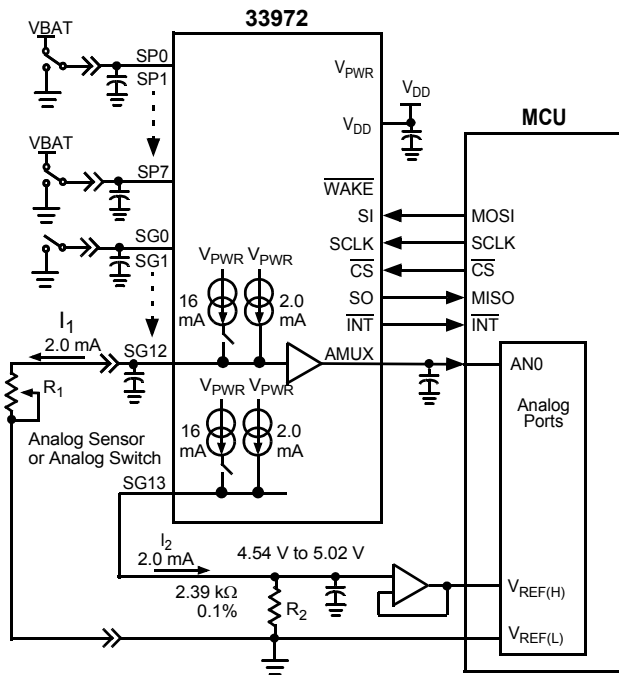 33972
VBAT
SP0
SP1
VPWR
VDD
VDD
MCU
VBAT
SP7
WAKE
SI
MOSI
SCLK
SCLK
SG0
SG1
CS
CS
VPWR
VPWR
SO
MISO
16 mA
2.0 mA
INT
INT
I1
2.0 mA
SG12
AMUX
AN0
R1
VPWR
VPWR
Analog Ports
16 mA
2.0 mA
Analog Sensor
or Analog Switch
SG13
I2
2.0 mA
4.54 V to 5.02 V
2.39 kΩ
0.1%
R2
VREF(H)
VREF(L)